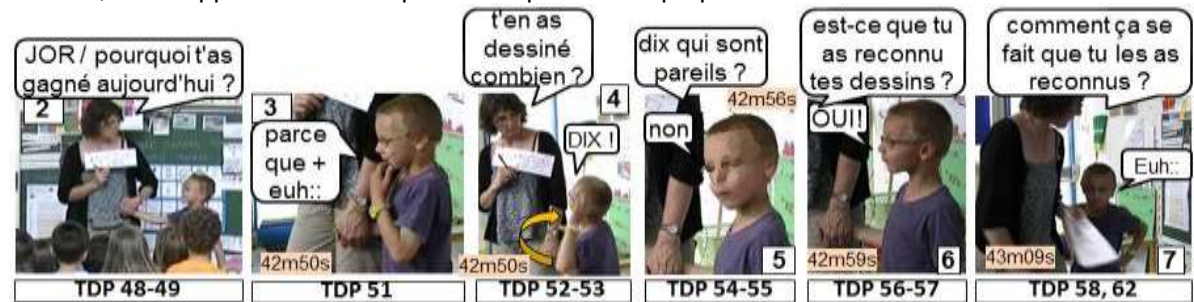 JOR / pourquoi t'as
gagné aujourd'hui ?
2
TDP 48-49
3
parce
que +
euh::
42m50s
TDP 51
t'en as
dessiné
combien ?
4
DIX !
42m50s
TDP 52-53
dix qui sont
pareils ?
42m56s
non
5
TDP 54-55
est-ce que tu
as reconnu
tes dessins ?
OUI!
42m59s
6
TDP 56-57
comment ça se
fait que tu les as
reconnus ?
Euh::
43m09s
7
TDP 58, 62